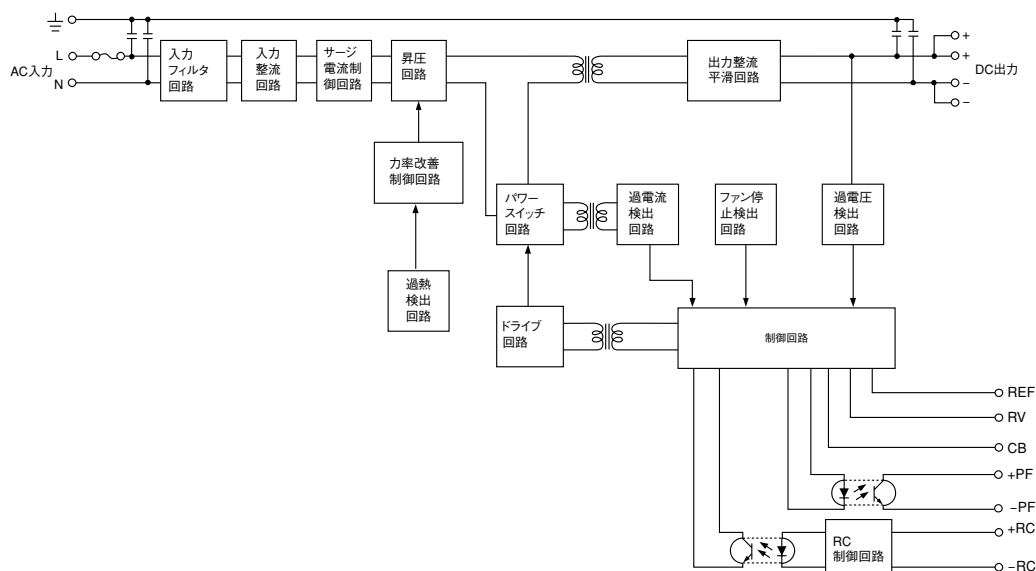 L
AC入力
N
入力
フィルタ
回路
入力
整流
回路
サージ
電流制
御回路
昇圧
回路
出力整流
平滑回路
+
+
−
−
DC出力
力率改善
制御回路
パワー
スイッチ
回路
過電流
検出
回路
ファン停
止検出
回路
過電圧
検出
回路
過熱
検出
回路
ドライブ
回路
制御回路
REF
RV
CB
+PF
−PF
RC
制御回路
+RC
−RC